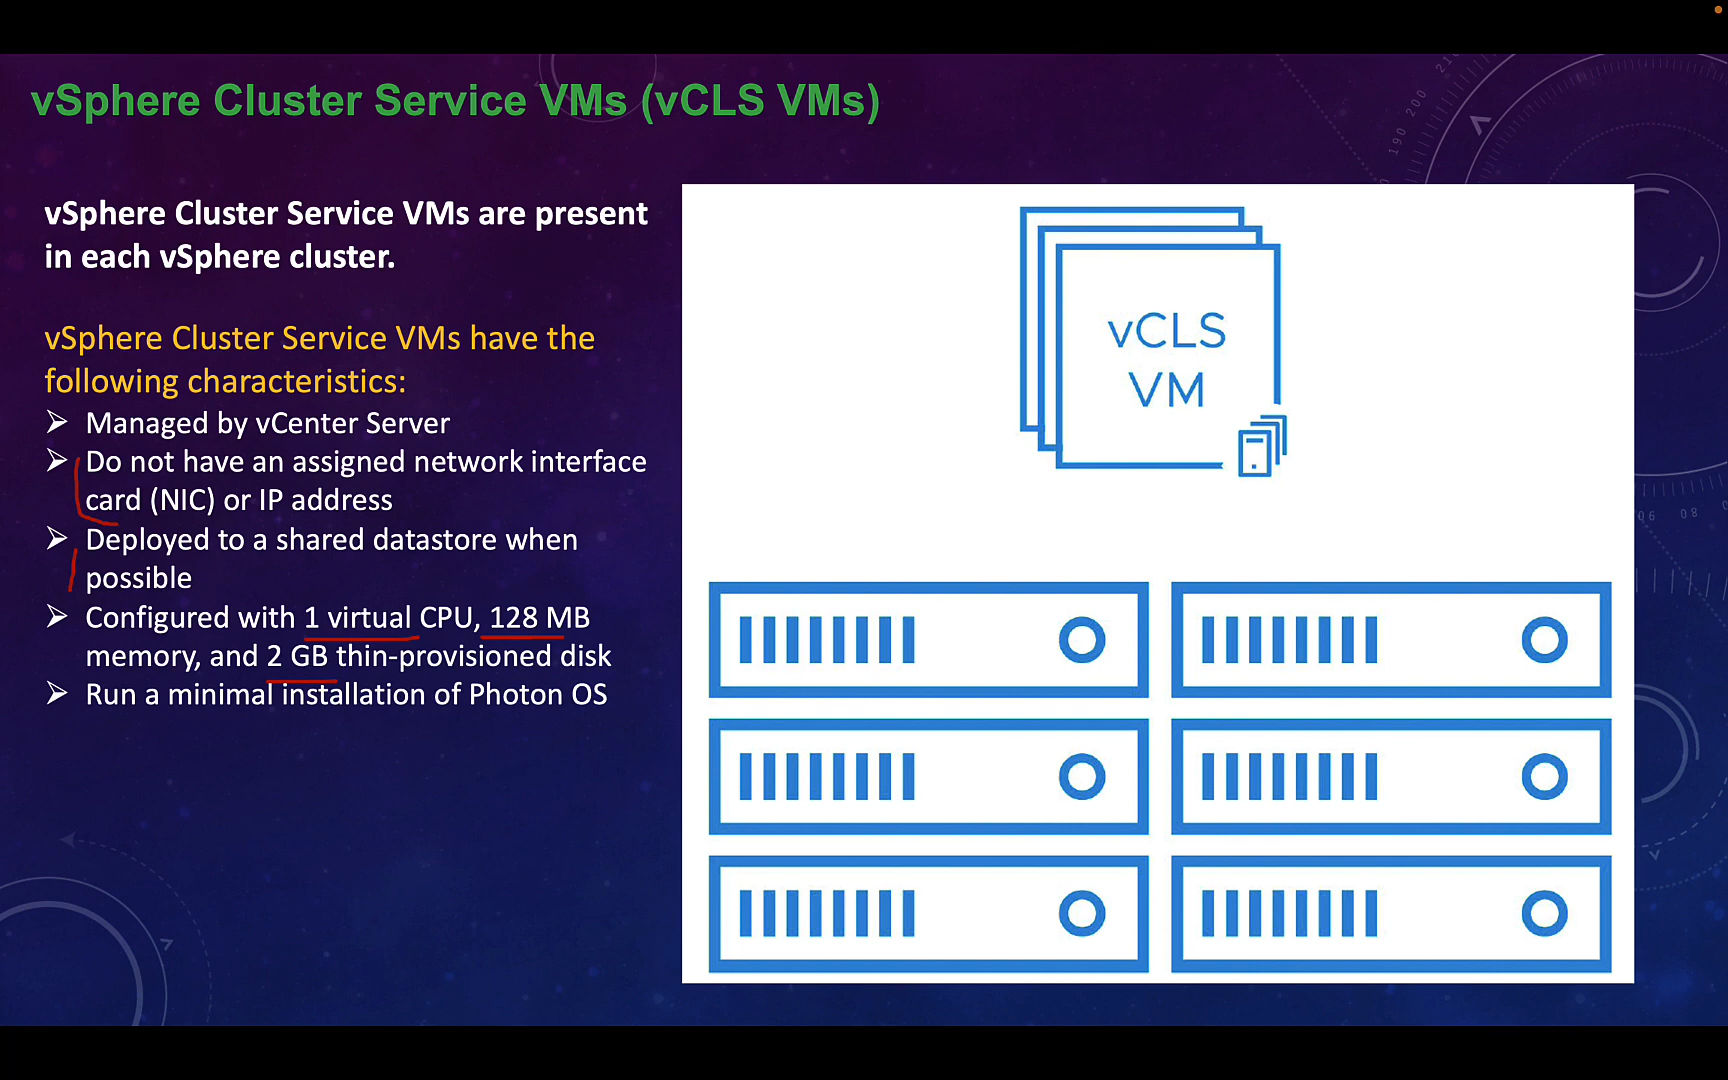 vSphere Cluster Service VMs (vCLS VMs)
vSphere Cluster Service VMs are present
in each vSphere cluster.
vSphere Cluster Service VMs have the
following characteristics:
Managed by vCenter Server
Do not have an assigned network interface
card (NIC) or IP address
Deployed to a shared datastore when
possible
Configured with 1 virtual CPU, 128 MB
memory, and 2 GB thin-provisioned disk
Run a minimal installation of Photon OS
vCLS
VM
190 200 210